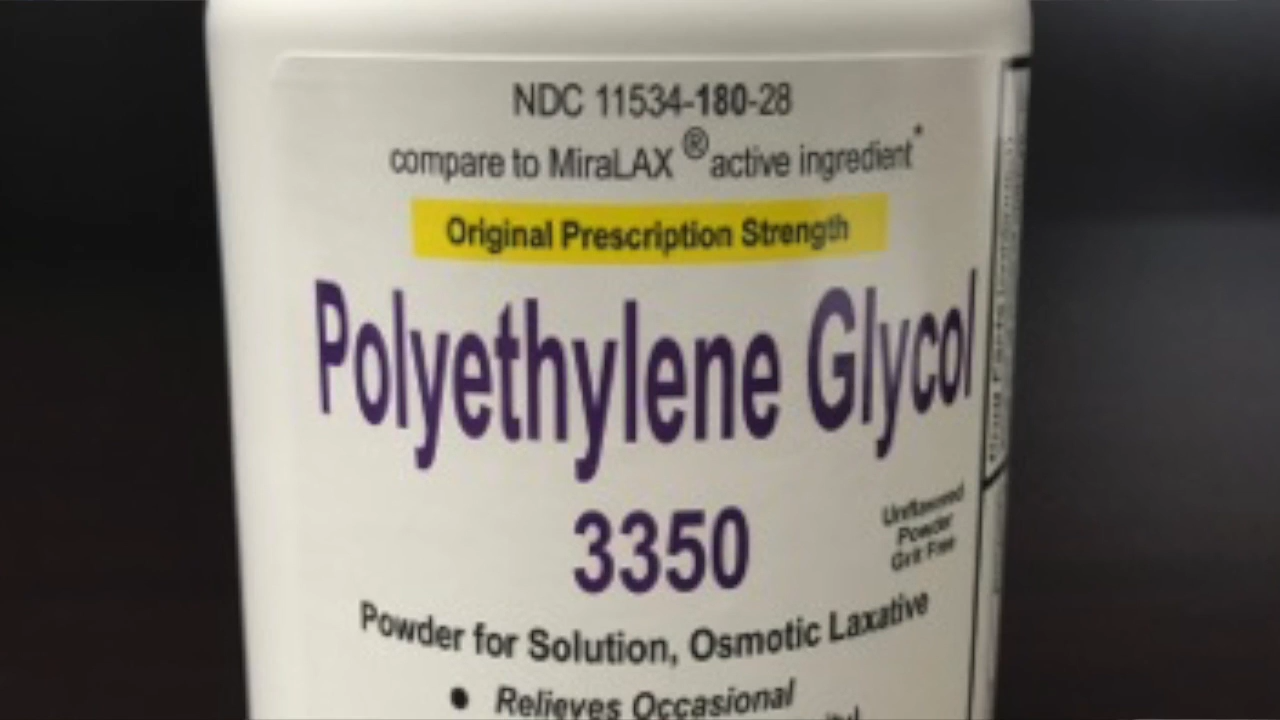 NDC 11534-180-28
compare to MiraLAX ® active ingredient*
Original Prescription Strength
Polyethylene Glycol
3350
Unflavored
Powder
Grit Free
Powder for Solution, Osmotic Laxative
• Relieves Occasional